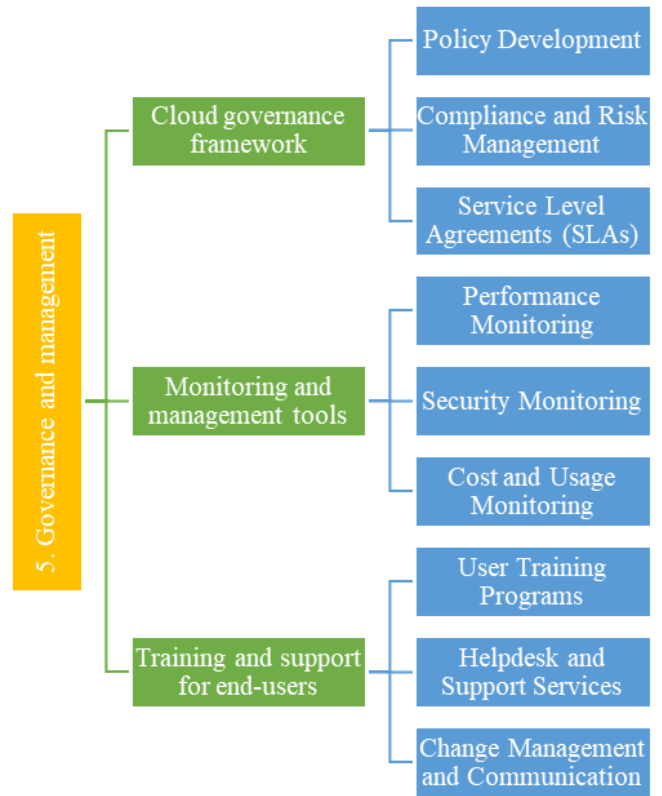 5. Governance and management
Cloud governance
framework
Policy Development
Compliance and Risk
Management
Service Level
Agreements (SLAs)
Monitoring and
management tools
Performance
Monitoring
Security Monitoring
Cost and Usage
Monitoring
Training and support
for end-users
User Training
Programs
Helpdesk and
Support Services
Change Management
and Communication